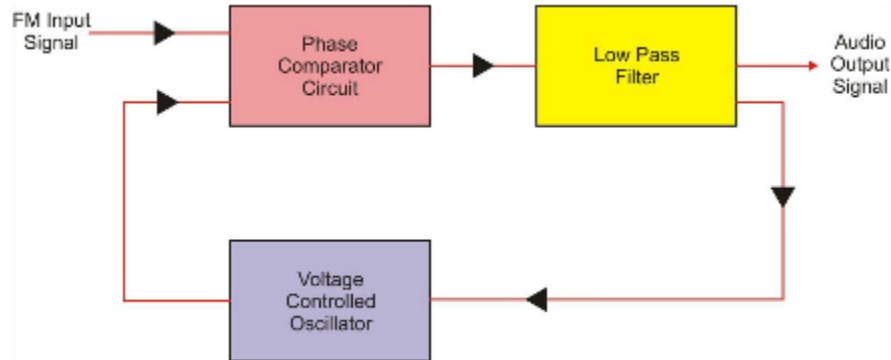 FM Input
Signal
Phase
Comparator
Circuit
Low Pass
Filter
Audio
Output
Signal
Voltage
Controlled
Oscillator